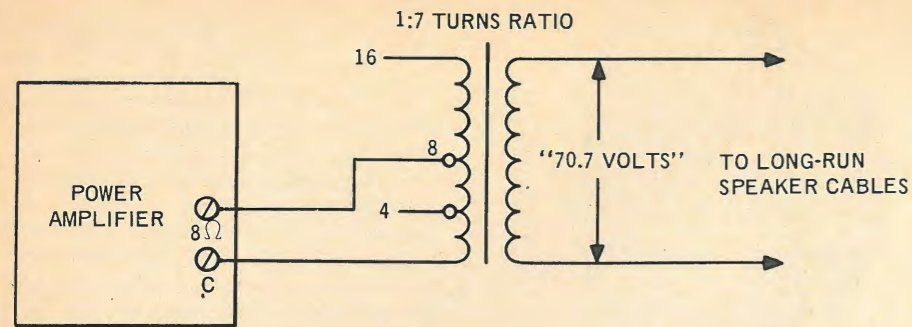 1:7 TURNS RATIO
16
8
4
POWER
AMPLIFIER
8Ω
C
"70.7 VOLTS"
TO LONG-RUN
SPEAKER CABLES